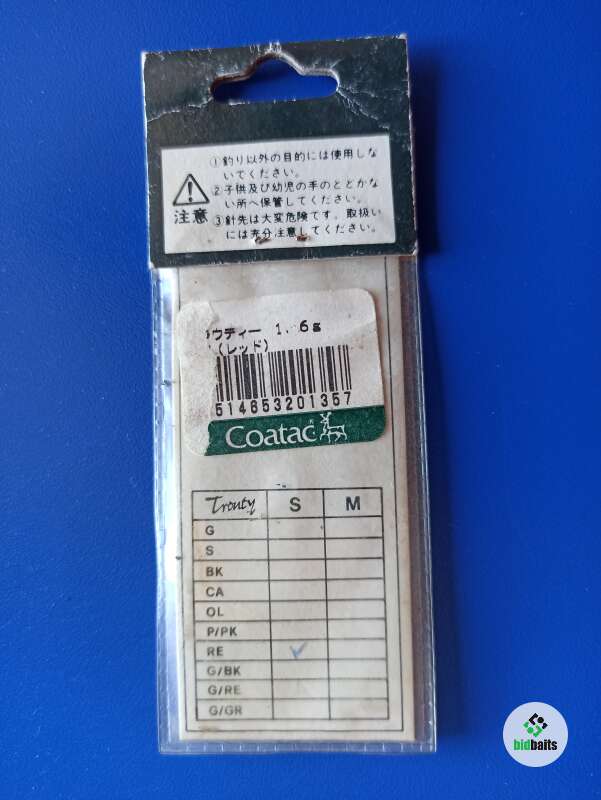 ①釣り以外の目的には使用しな
いでください。
②子供及び幼児の手のととかな
い所へ保管してください。
③針先は大変危険です。取扱い
には充分注意してください。
注意
ウティー 1.6g
(レッド)
514653201357
Coatac
Trouty S M
G
S
BK
CA
OL
P/PK
RE
G/BK
G/RE
G/GR
bidbaits